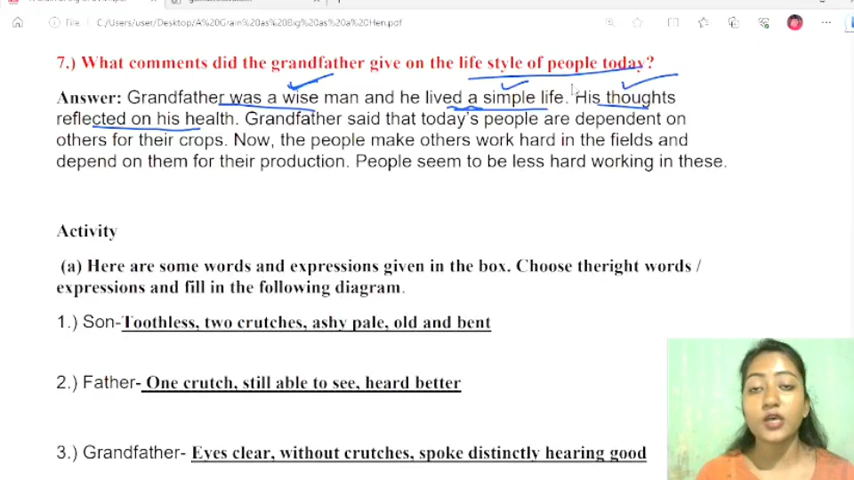 File
C:/Users/user/Desktop/A%20Grain%20as%20Big%20as%20a%20Hen.pdf
7.) What comments did the grandfather give on the life style of people today?
Answer: Grandfather was a wise man and he lived a simple life. His thoughts
reflected on his health. Grandfather said that today's people are dependent on
others for their crops. Now, the people make others work hard in the fields and
depend on them for their production. People seem to be less hard working in these.
Activity
(a) Here are some words and expressions given in the box. Choose theright words /
expressions and fill in the following diagram.
1.) Son-Toothless, two crutches, ashy pale, old and bent
2.) Father- One crutch, still able to see, heard better
3.) Grandfather- Eyes clear, without crutches, spoke distinctly hearing good